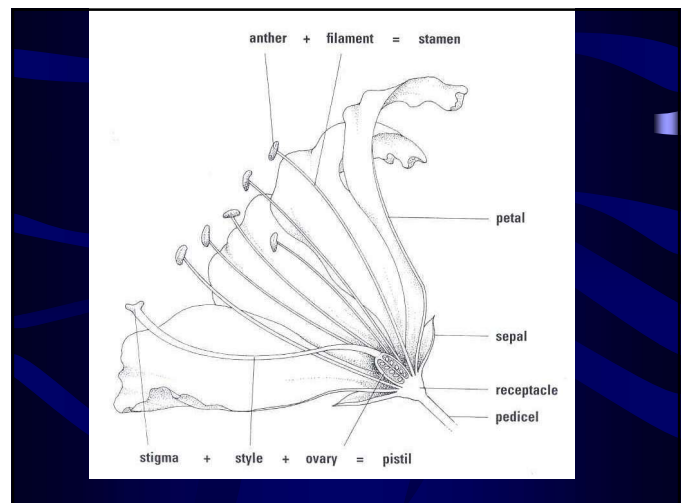 anther + filament = stamen
petal
sepal
receptacle
pedicel
stigma + style + ovary = pistil